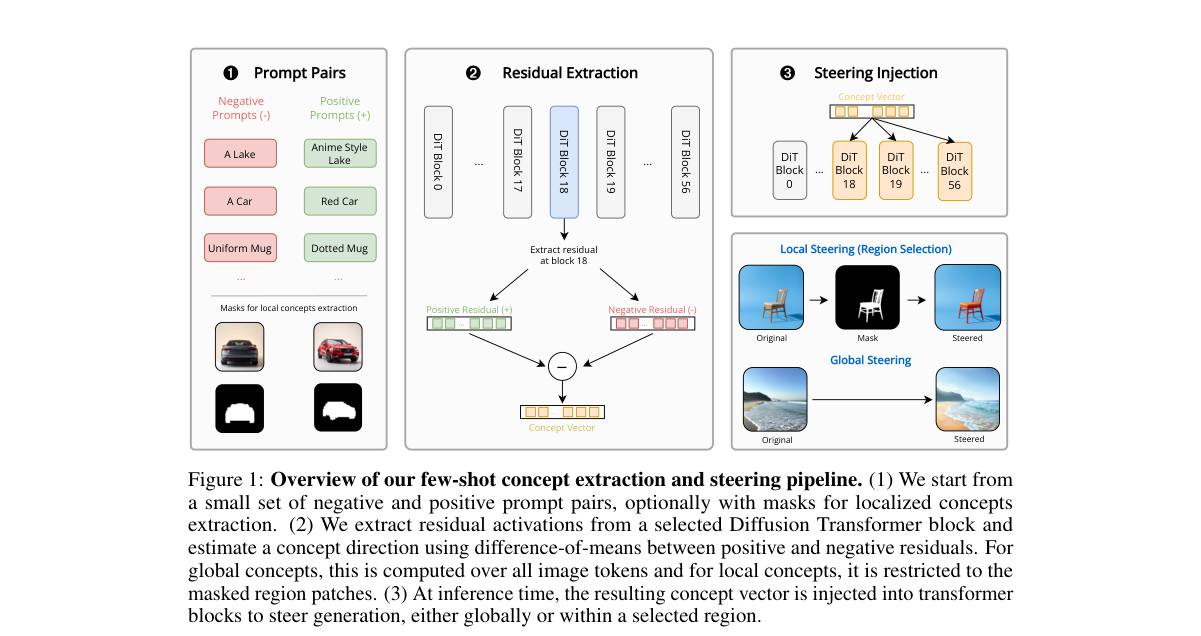 ❶ Prompt Pairs
Negative
Prompts (-)
Positive
Prompts (+)
A Lake
Anime Style
Lake
A Car
Red Car
Uniform Mug
Dotted Mug
...
...
Masks for local concepts extraction
❷ Residual Extraction
DiT Block 0
...
DiT Block 17
DiT Block 18
DiT Block 19
...
DiT Block 56
Extract residual
at block 18
Positive Residual (+)
Negative Residual (-)
...
...
−
...
Concept Vector
❸ Steering Injection
Concept Vector
...
DiT
Block
0
...
DiT
Block
18
DiT
Block
19
...
DiT
Block
56
Local Steering (Region Selection)
Original
Mask
Steered
Global Steering
Original
Steered
Figure 1: Overview of our few-shot concept extraction and steering pipeline. (1) We start from
a small set of negative and positive prompt pairs, optionally with masks for localized concepts
extraction. (2) We extract residual activations from a selected Diffusion Transformer block and
estimate a concept direction using difference-of-means between positive and negative residuals. For
global concepts, this is computed over all image tokens and for local concepts, it is restricted to the
masked region patches. (3) At inference time, the resulting concept vector is injected into transformer
blocks to steer generation, either globally or within a selected region.